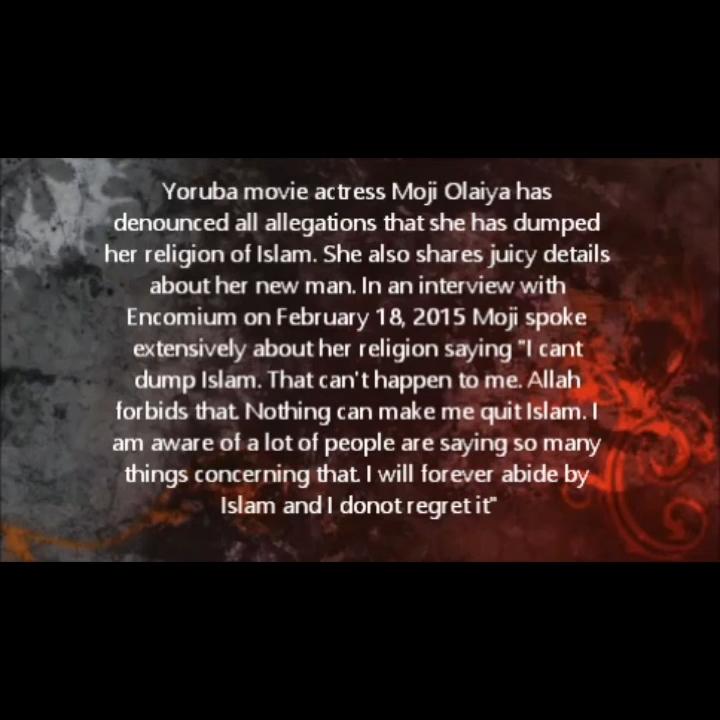 Yoruba movie actress Moji Olaiya has
denounced all allegations that she has dumped
her religion of Islam. She also shares juicy details
about her new man. In an interview with
Encomium on February 18, 2015 Moji spoke
extensively about her religion saying "I cant
dump Islam. That can't happen to me. Allah
forbids that. Nothing can make me quit Islam. I
am aware of a lot of people are saying so many
things concerning that. I will forever abide by
Islam and I donot regret it"